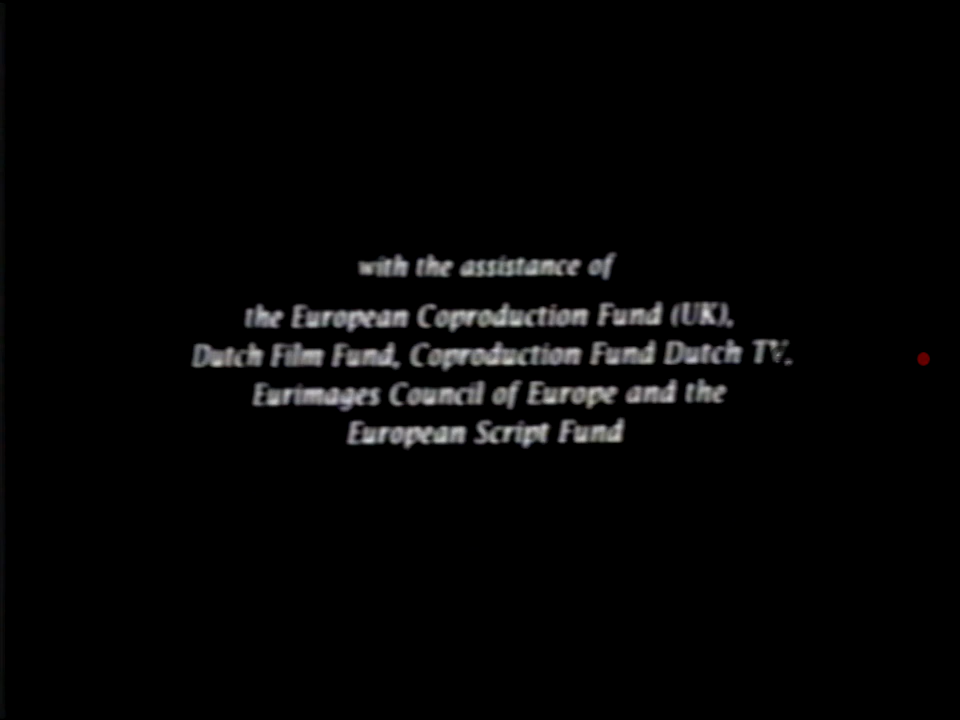 with the assistance of
the European Coproduction Fund (UK),
Dutch Film Fund, Coproduction Fund Dutch TV,
Eurimages Council of Europe and the
European Script Fund